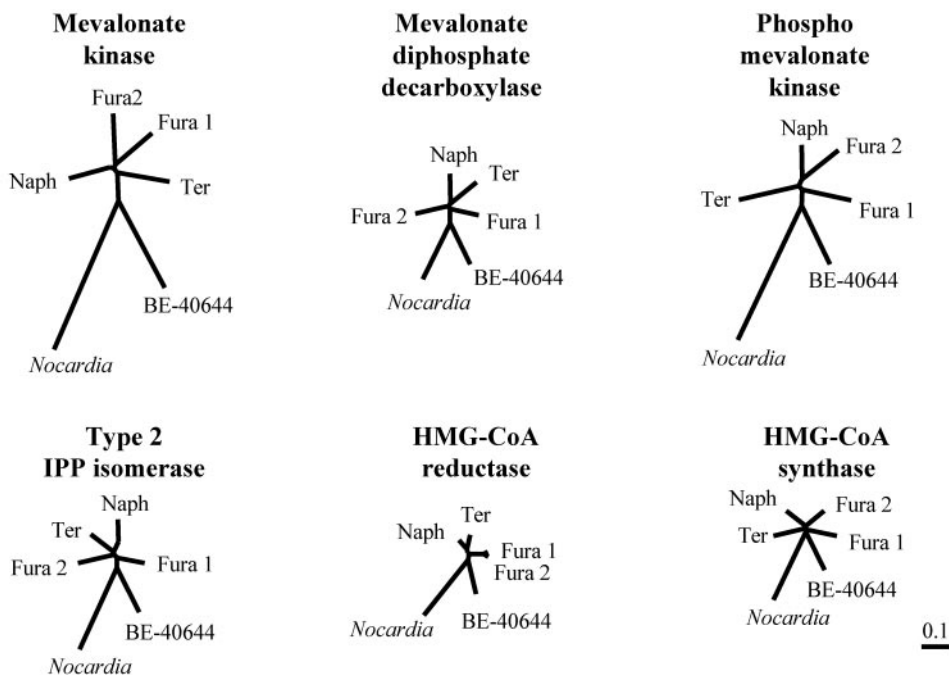 Mevalonate
kinase
Fura2
Fura 1
Naph
Ter
BE-40644
Nocardia
Mevalonate
diphosphate
decarboxylase
Naph
Ter
Fura 2
Fura 1
BE-40644
Nocardia
Phospho
mevalonate
kinase
Naph
Fura 2
Ter
Fura 1
BE-40644
Nocardia
Type 2
IPP isomerase
Naph
Ter
Fura 2
Fura 1
BE-40644
Nocardia
HMG-CoA
reductase
Ter
Naph
Fura 1
Fura 2
BE-40644
Nocardia
HMG-CoA
synthase
Naph
Fura 2
Ter
Fura 1
BE-40644
Nocardia
0.1